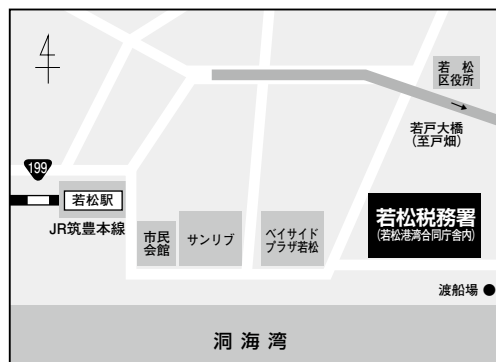 若松
区役所
若戸大橋
(至戸畑)
199
若松駅
JR筑豊本線
市民
会館
サンリブ
ベイサイド
プラザ若松
若松税務署
(若松港湾合同庁舎内)
渡船場
洞海湾